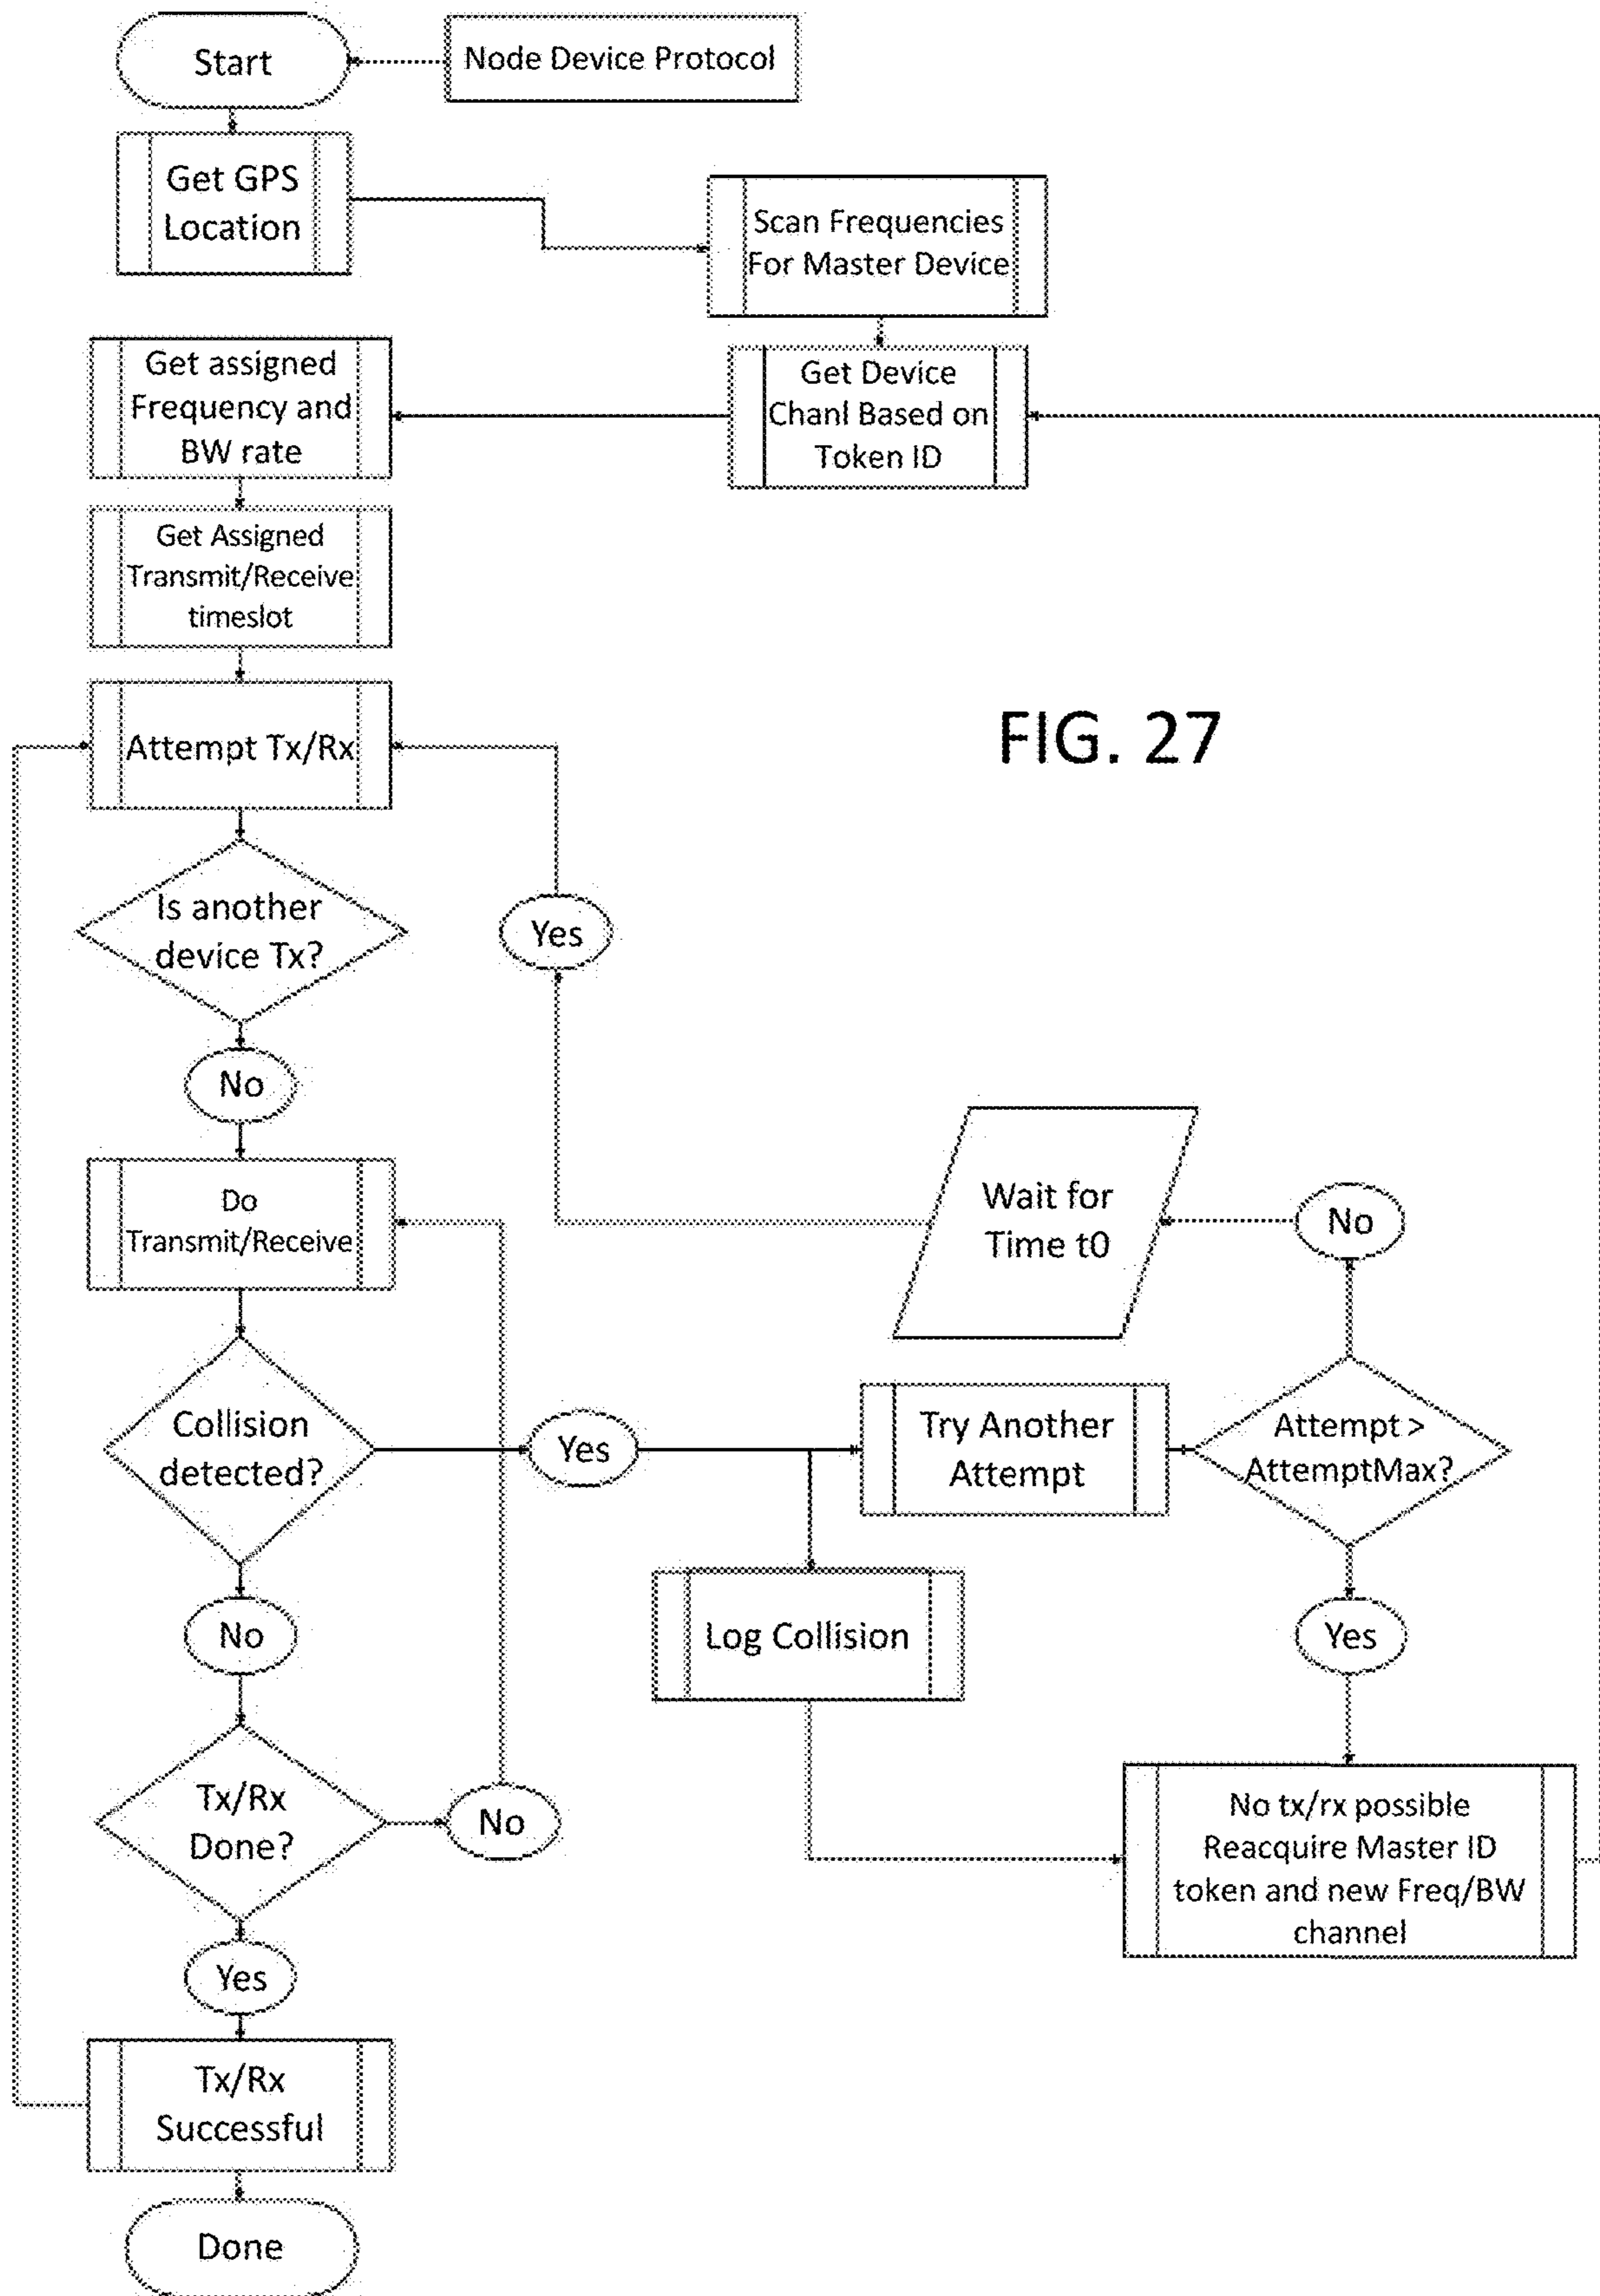 Start
Node Device Protocol
Get GPS
Location
Scan Frequencies
For Master Device
Get assigned
Frequency and
BW rate
Get Device
Chanl Based on
Token ID
Get Assigned
Transmit/Receive
timeslot
FIG. 27
Attempt Tx/Rx
Is another
device Tx?
Yes
No
Do
Transmit/Receive
Wait for
Time t0
No
Collision
detected?
Yes
Try Another
Attempt
Attempt >
AttemptMax?
No
Log Collision
Yes
Tx/Rx
Done?
No
No tx/rx possible
Reacquire Master ID
token and new Freq/BW
channel
Yes
Tx/Rx
Successful
Done